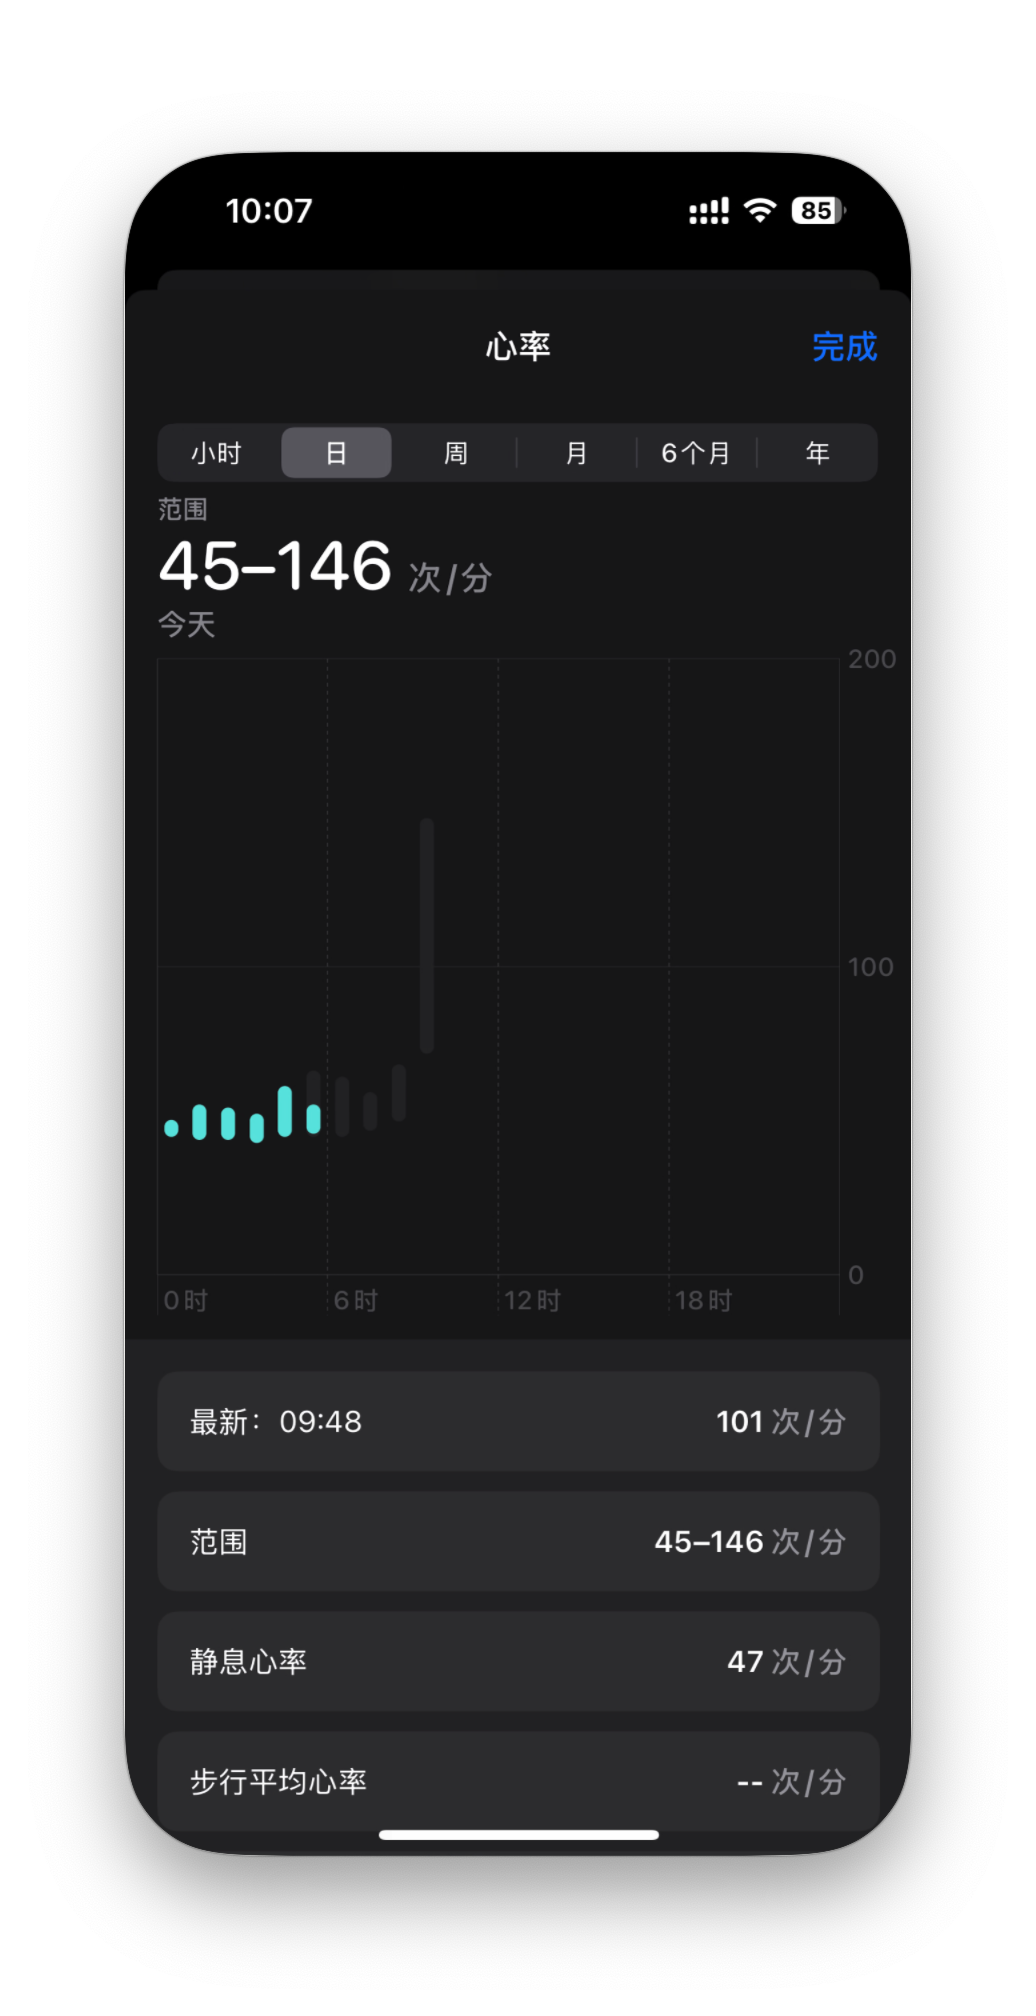 10:07
85
心率
完成
小时 日 周 月 6个月 年
范围
45–146 次/分
今天
200
100
0
0时 6时 12时 18时
最新：09:48 101 次/分
范围 45–146 次/分
静息心率 47 次/分
步行平均心率 -- 次/分